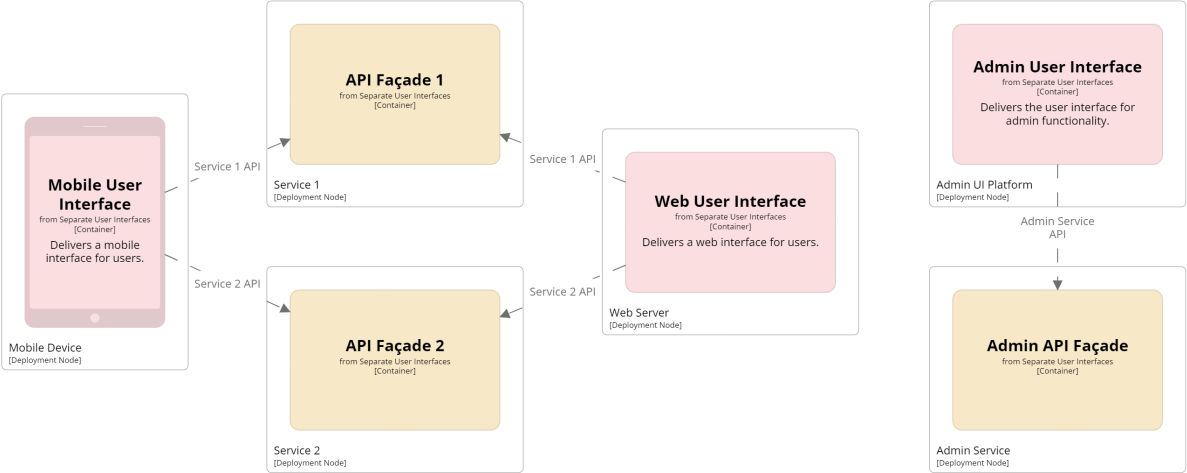 API Façade 1
from Separate User Interfaces
[Container]
Service 1
[Deployment Node]
Mobile User
Interface
from Separate User Interfaces
[Container]
Delivers a mobile
interface for users.
Mobile Device
[Deployment Node]
Service 1 API
Service 2 API
API Façade 2
from Separate User Interfaces
[Container]
Service 2
[Deployment Node]
Service 1 API
Service 2 API
Web User Interface
from Separate User Interfaces
[Container]
Delivers a web interface for users.
Web Server
[Deployment Node]
Admin User Interface
from Separate User Interfaces
[Container]
Delivers the user interface for
admin functionality.
Admin UI Platform
[Deployment Node]
Admin Service
API
Admin API Façade
from Separate User Interfaces
[Container]
Admin Service
[Deployment Node]